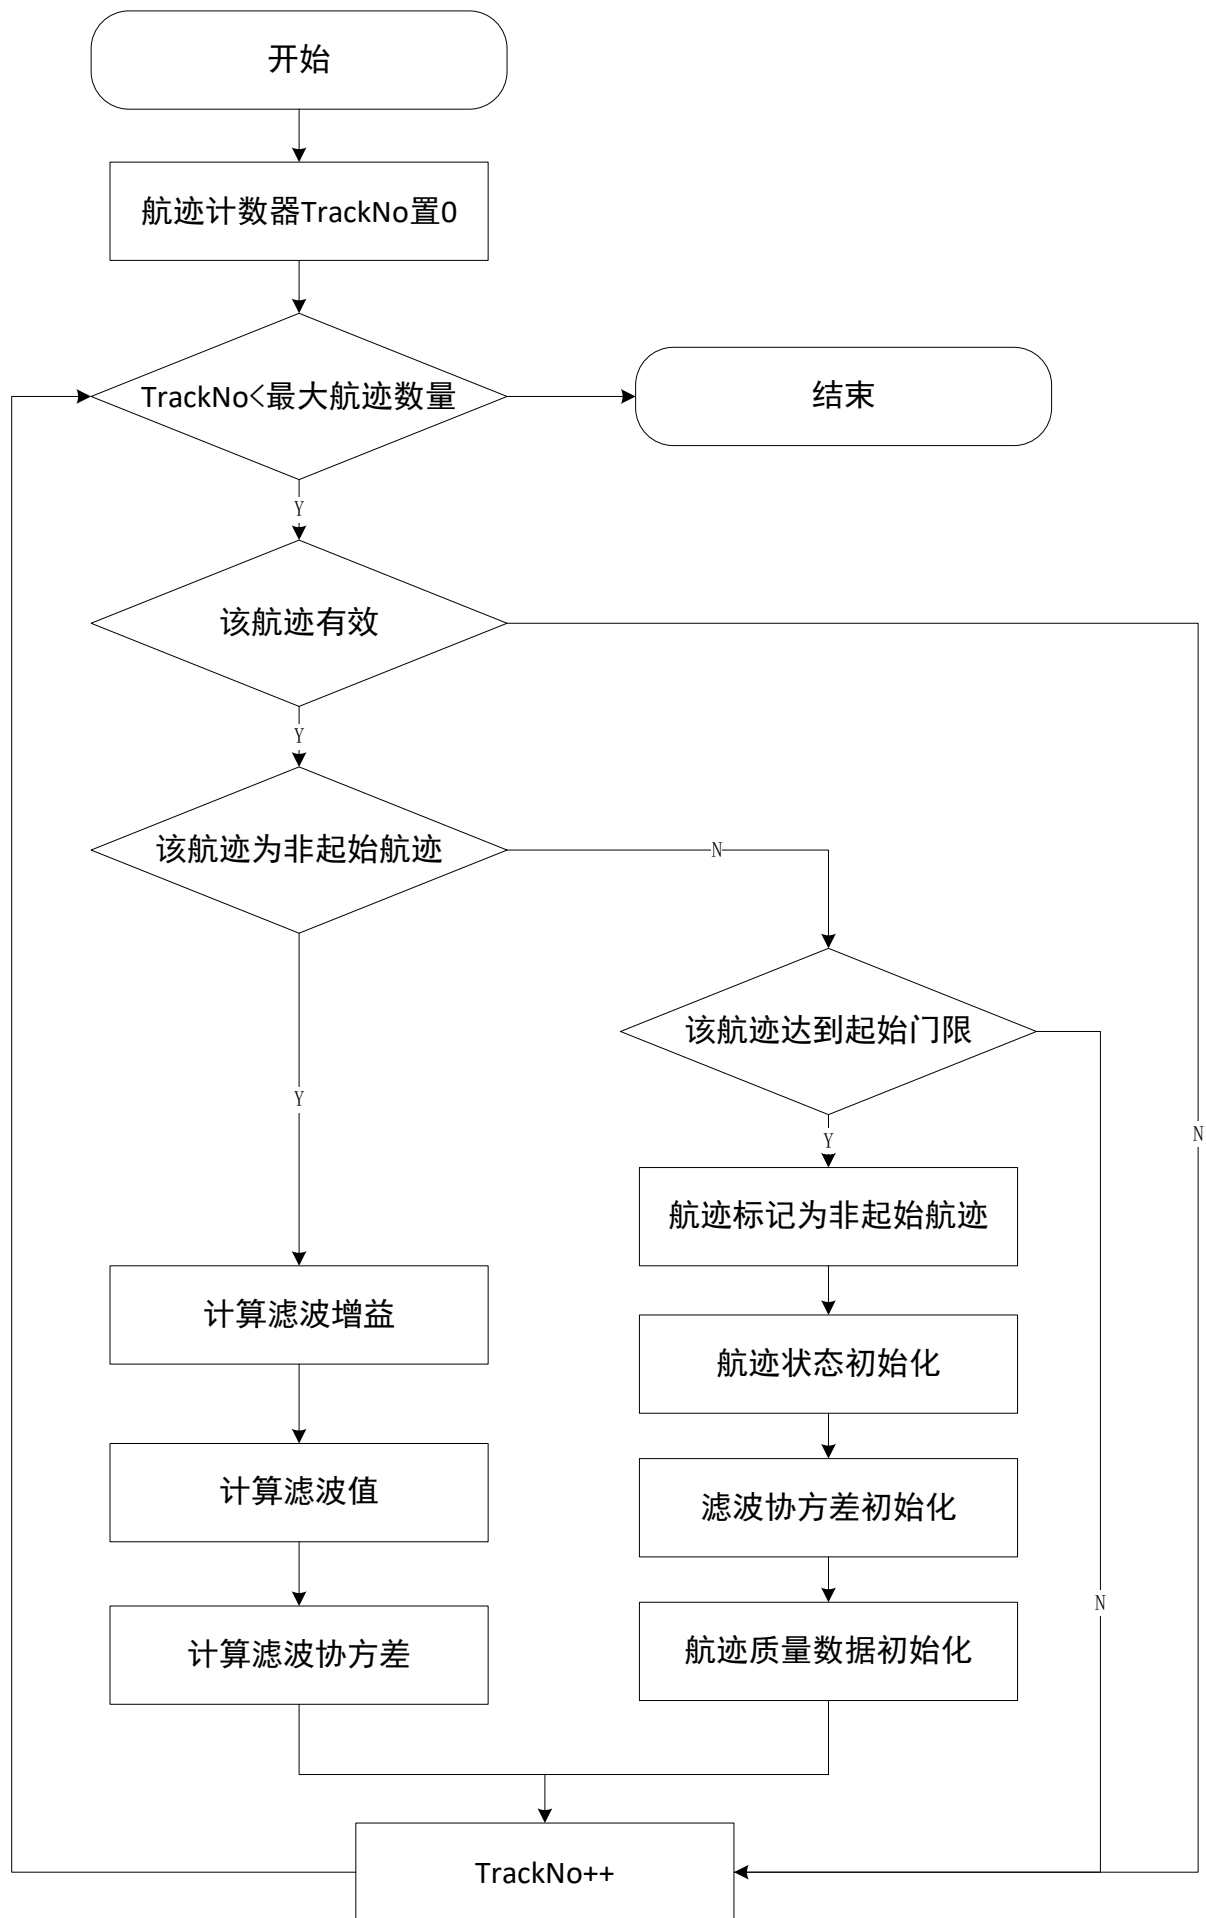 开始
航迹计数器TrackNo置0
TrackNo<最大航迹数量
结束
Y
该航迹有效
Y
该航迹为非起始航迹
N
该航迹达到起始门限
Y
Y
N
航迹标记为非起始航迹
计算滤波增益
航迹状态初始化
计算滤波值
滤波协方差初始化
N
计算滤波协方差
航迹质量数据初始化
TrackNo++